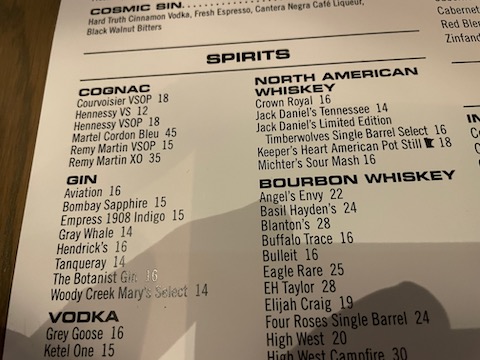 COSMIC SIN
Hard Truth Cinnamon Vodka, Fresh Espresso, Cantera Negra Café Liqueur,
Black Walnut Bitters
SPIRITS
COGNAC
Courvoisier VSOP 18
Hennessy VS 12
Hennessy VSOP 18
Martel Cordon Bleu 45
Remy Martin VSOP 15
Remy Martin XO 35
GIN
Aviation 16
Bombay Sapphire 15
Empress 1908 Indigo 15
Gray Whale 14
Hendrick's 16
Tanqueray 14
The Botanist Gin 16
Woody Creek Mary's Select 14
VODKA
Grey Goose 16
Ketel One 15
NORTH AMERICAN
WHISKEY
Crown Royal 16
Jack Daniel's Tennessee 14
Jack Daniel's Limited Edition
Timberwolves Single Barrel Select 16
Keeper's Heart American Pot Still 18
Michter's Sour Mash 16
BOURBON WHISKEY
Angel's Envy 22
Basil Hayden's 24
Blanton's 28
Buffalo Trace 16
Bulleit 16
Eagle Rare 25
EH Taylor 28
Elijah Craig 19
Four Roses Single Barrel 24
High West 20
High West Campfire 30
Cabernet
Red Blen
Zinfand
IN